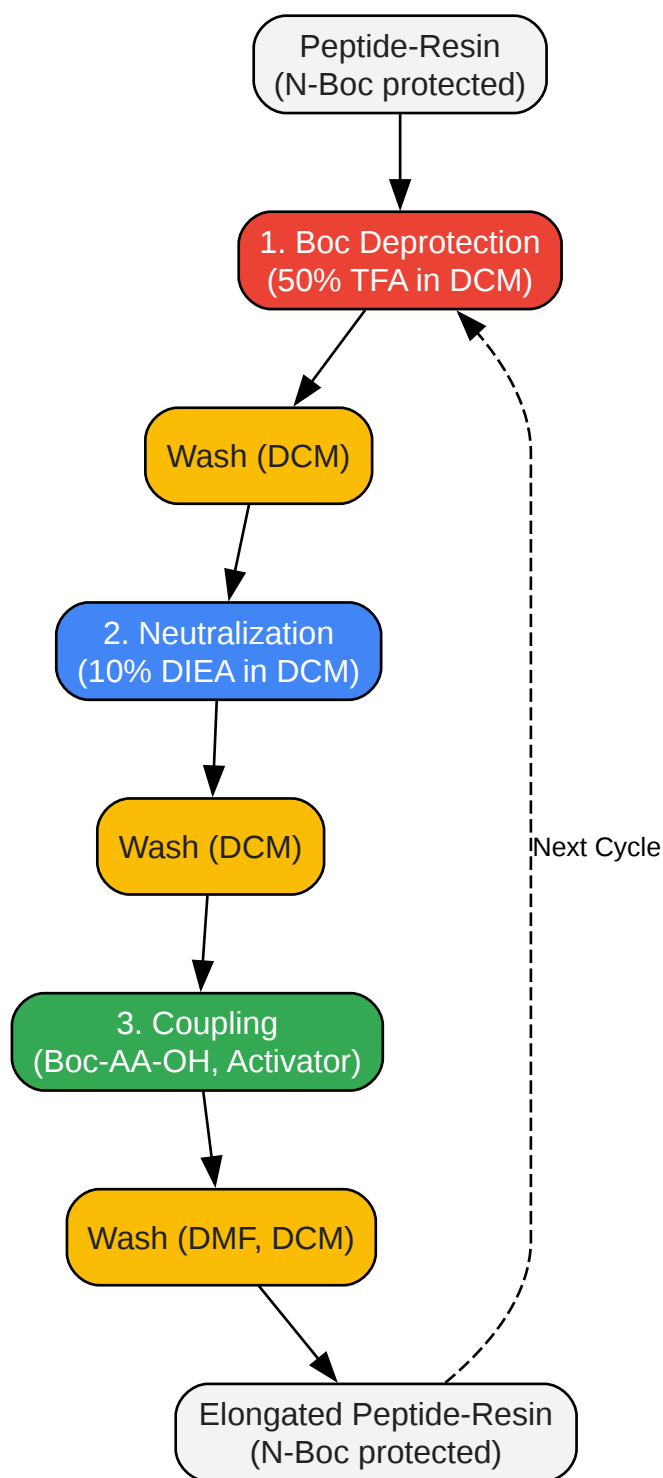 Peptide-Resin
(N-Boc protected)
1. Boc Deprotection
(50% TFA in DCM)
Wash (DCM)
2. Neutralization
(10% DIEA in DCM)
Wash (DCM)
Next Cycle
3. Coupling
(Boc-AA-OH, Activator)
Wash (DMF, DCM)
Elongated Peptide-Resin
(N-Boc protected)